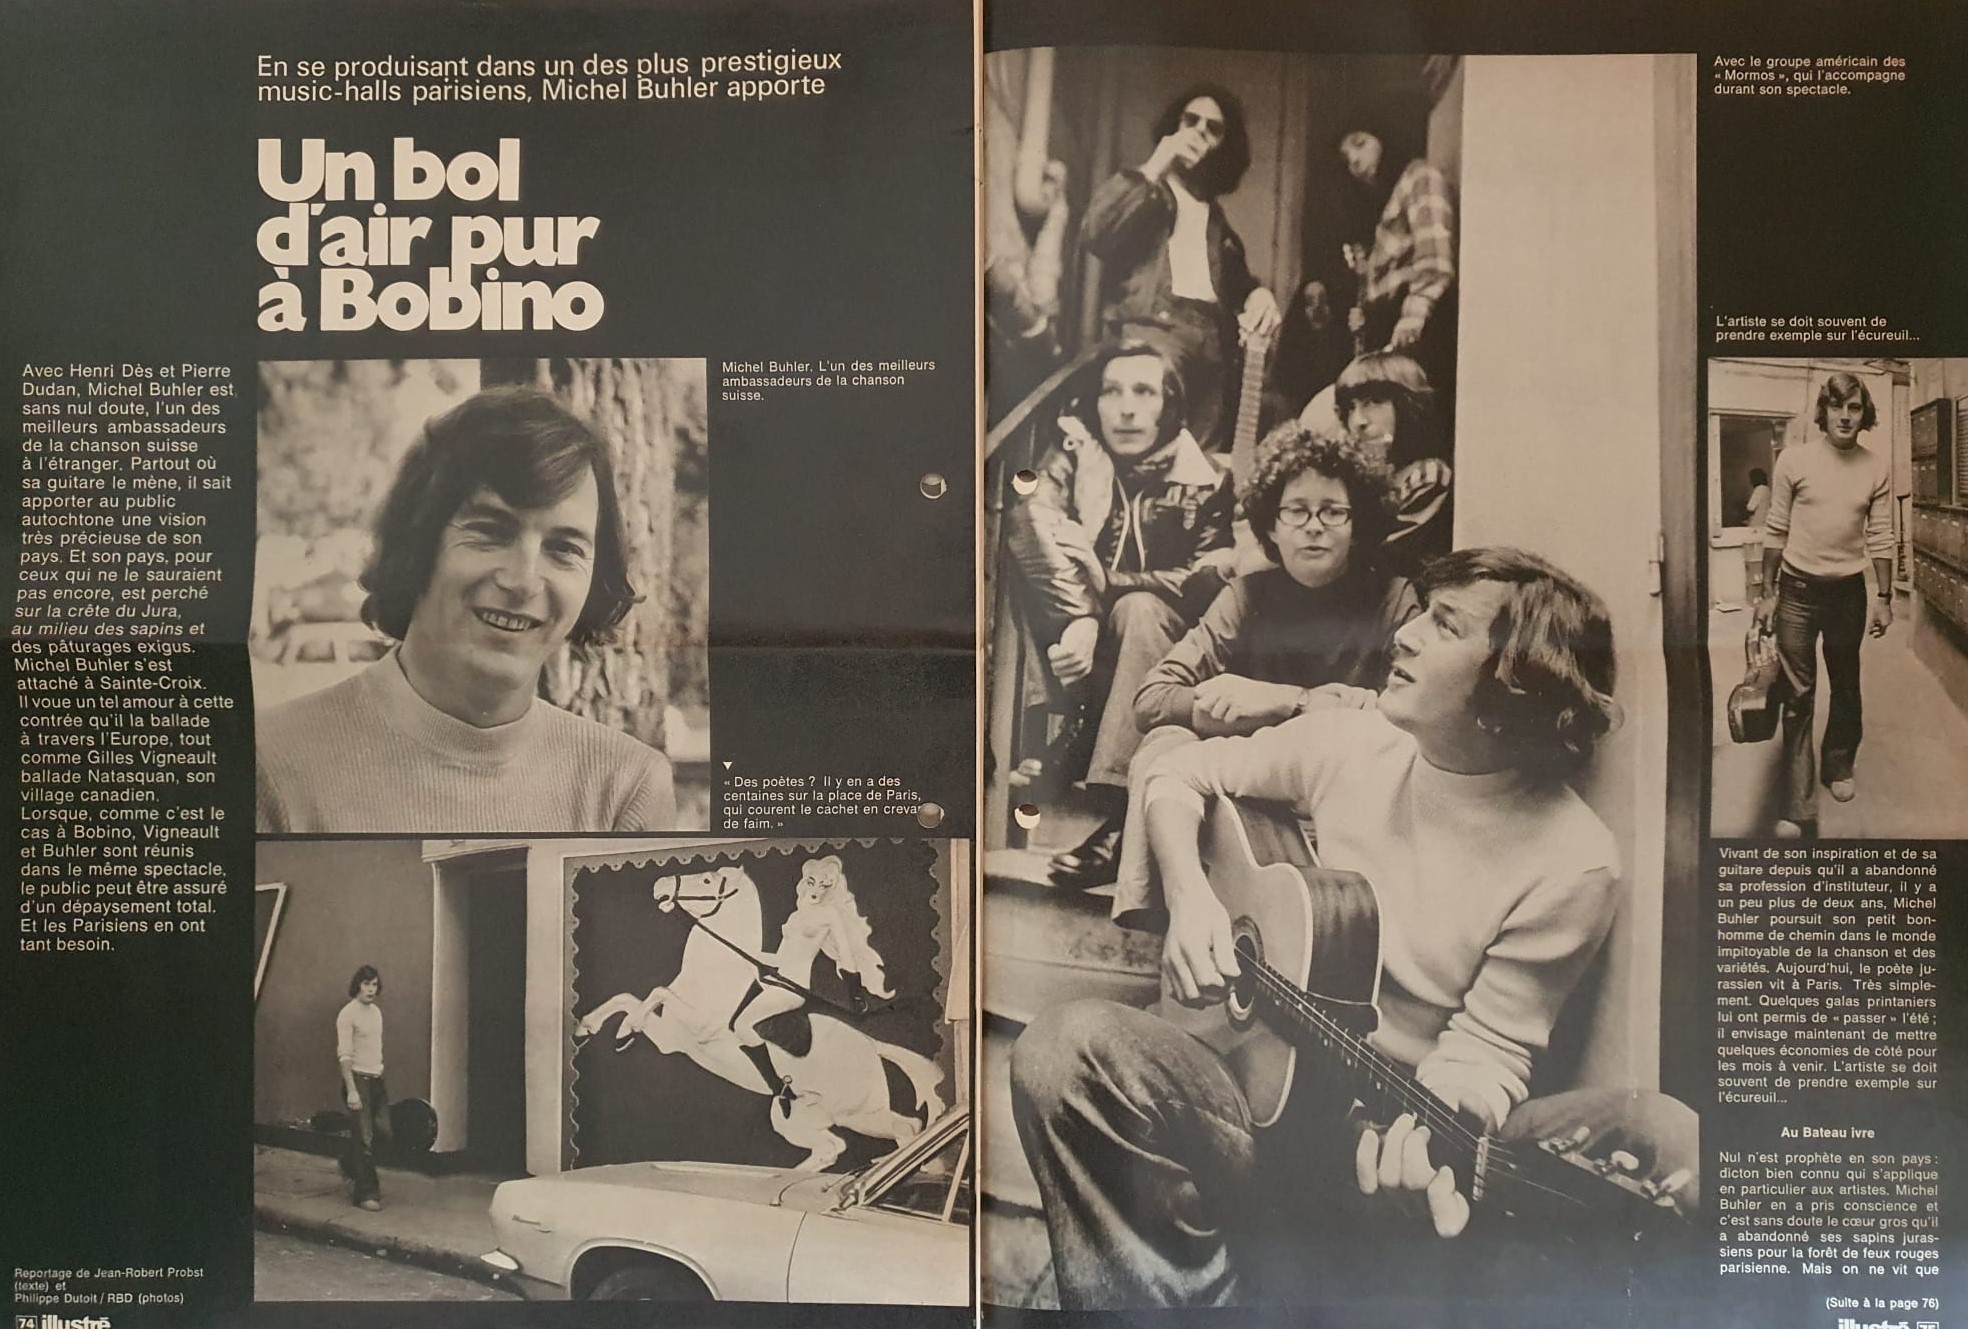 En se produisant dans un des plus prestigieux
music-halls parisiens, Michel Buhler apporte
Un bol
d'air pur
à Bobino
Avec Henri Dès et Pierre
Dudan, Michel Buhler est,
sans nul doute, l'un des
meilleurs ambassadeurs
de la chanson suisse
à l'étranger. Partout où
sa guitare le mène, il sait
apporter au public
autochtone une vision
très précieuse de son
pays. Et son pays, pour
ceux qui ne le sauraient
pas encore, est perché
sur la crête du Jura,
au milieu des sapins et
des pâturages exigus.
Michel Buhler s'est
attaché à Sainte-Croix.
Il voue un tel amour à cette
contrée qu'il la ballade
à travers l'Europe, tout
comme Gilles Vigneault
ballade Natasquan, son
village canadien.
Lorsque, comme c'est le
cas à Bobino, Vigneault
et Buhler sont réunis
dans le même spectacle,
le public peut être assuré
d'un dépaysement total.
Et les Parisiens en ont
tant besoin.
Reportage de Jean-Robert Probst
(texte) et
Philippe Dutoit / RBD (photos)
74 illustré
Michel Buhler. L'un des meilleurs
ambassadeurs de la chanson
suisse.
« Des poètes ? Il y en a des
centaines sur la place de Paris,
qui courent le cachet en creva
de faim. »
Avec le groupe américain des
« Mormos », qui l'accompagne
durant son spectacle.
L'artiste se doit souvent de
prendre exemple sur l'écureuil...
Vivant de son inspiration et de sa
guitare depuis qu'il a abandonné
sa profession d'instituteur, il y a
un peu plus de deux ans, Michel
Buhler poursuit son petit bon-
homme de chemin dans le monde
impitoyable de la chanson et des
variétés. Aujourd'hui, le poète ju-
rassien vit à Paris. Très simple-
ment. Quelques galas printaniers
lui ont permis de « passer » l'été ;
il envisage maintenant de mettre
quelques économies de côté pour
les mois à venir. L'artiste se doit
souvent de prendre exemple sur
l'écureuil...
Au Bateau ivre
Nul n'est prophète en son pays :
dicton bien connu qui s'applique
en particulier aux artistes. Michel
Buhler en a pris conscience et
c'est sans doute le cœur gros qu'il
a abandonné ses sapins juras-
siens pour la forêt de feux rouges
parisienne. Mais on ne vit que
(Suite à la page 76)
illustré 75